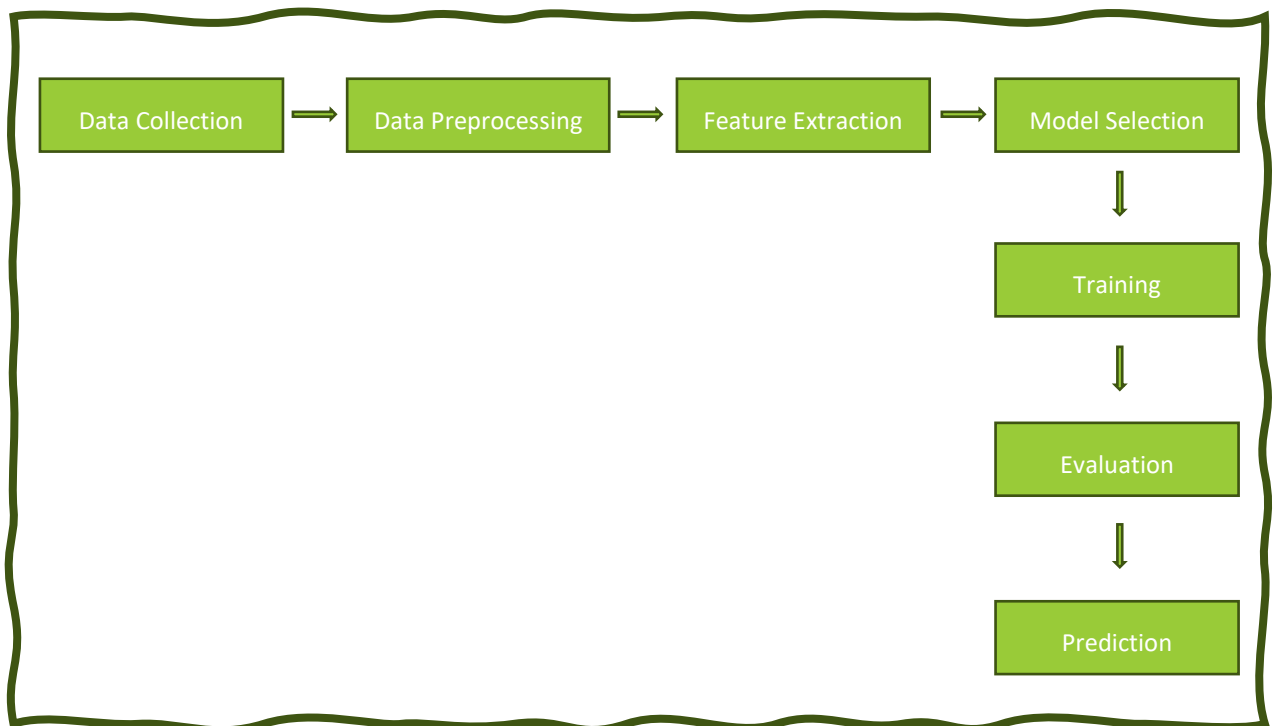 Data Collection
Data Preprocessing
Feature Extraction
Model Selection
Training
Evaluation
Prediction